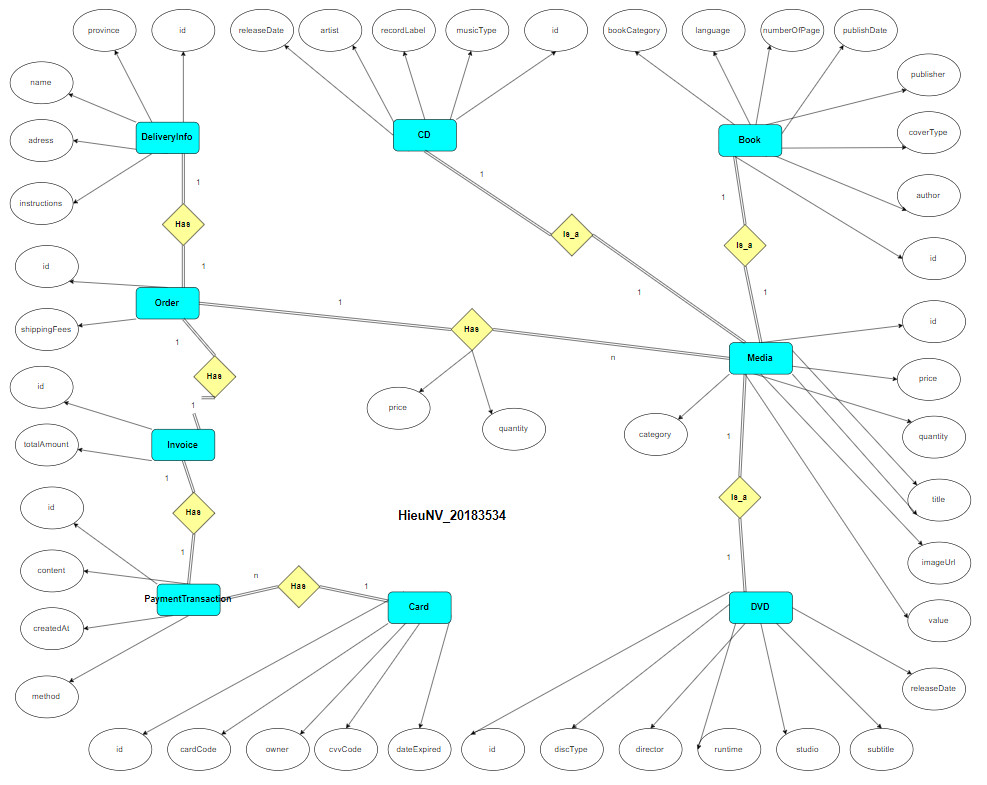 province
id
releaseDate
artist
recordLabel
musicType
id
bookCategory
language
numberOfPage
publishDate
name
publisher
DeliveryInfo
CD
Book
adress
coverType
1
1
instructions
1
author
Has
Is_a
Is_a
id
1
id
1
1
Order
1
id
shippingFees
1
Has
n
Media
Has
price
id
1
price
quantity
category
quantity
totalAmount
Invoice
1
1
Has
Is_a
title
id
HieuNV_20183534
1
1
imageUrl
content
n
Has
1
PaymentTransaction
Card
DVD
value
createdAt
method
releaseDate
id
cardCode
owner
cvvCode
dateExpired
id
discType
director
runtime
studio
subtitle